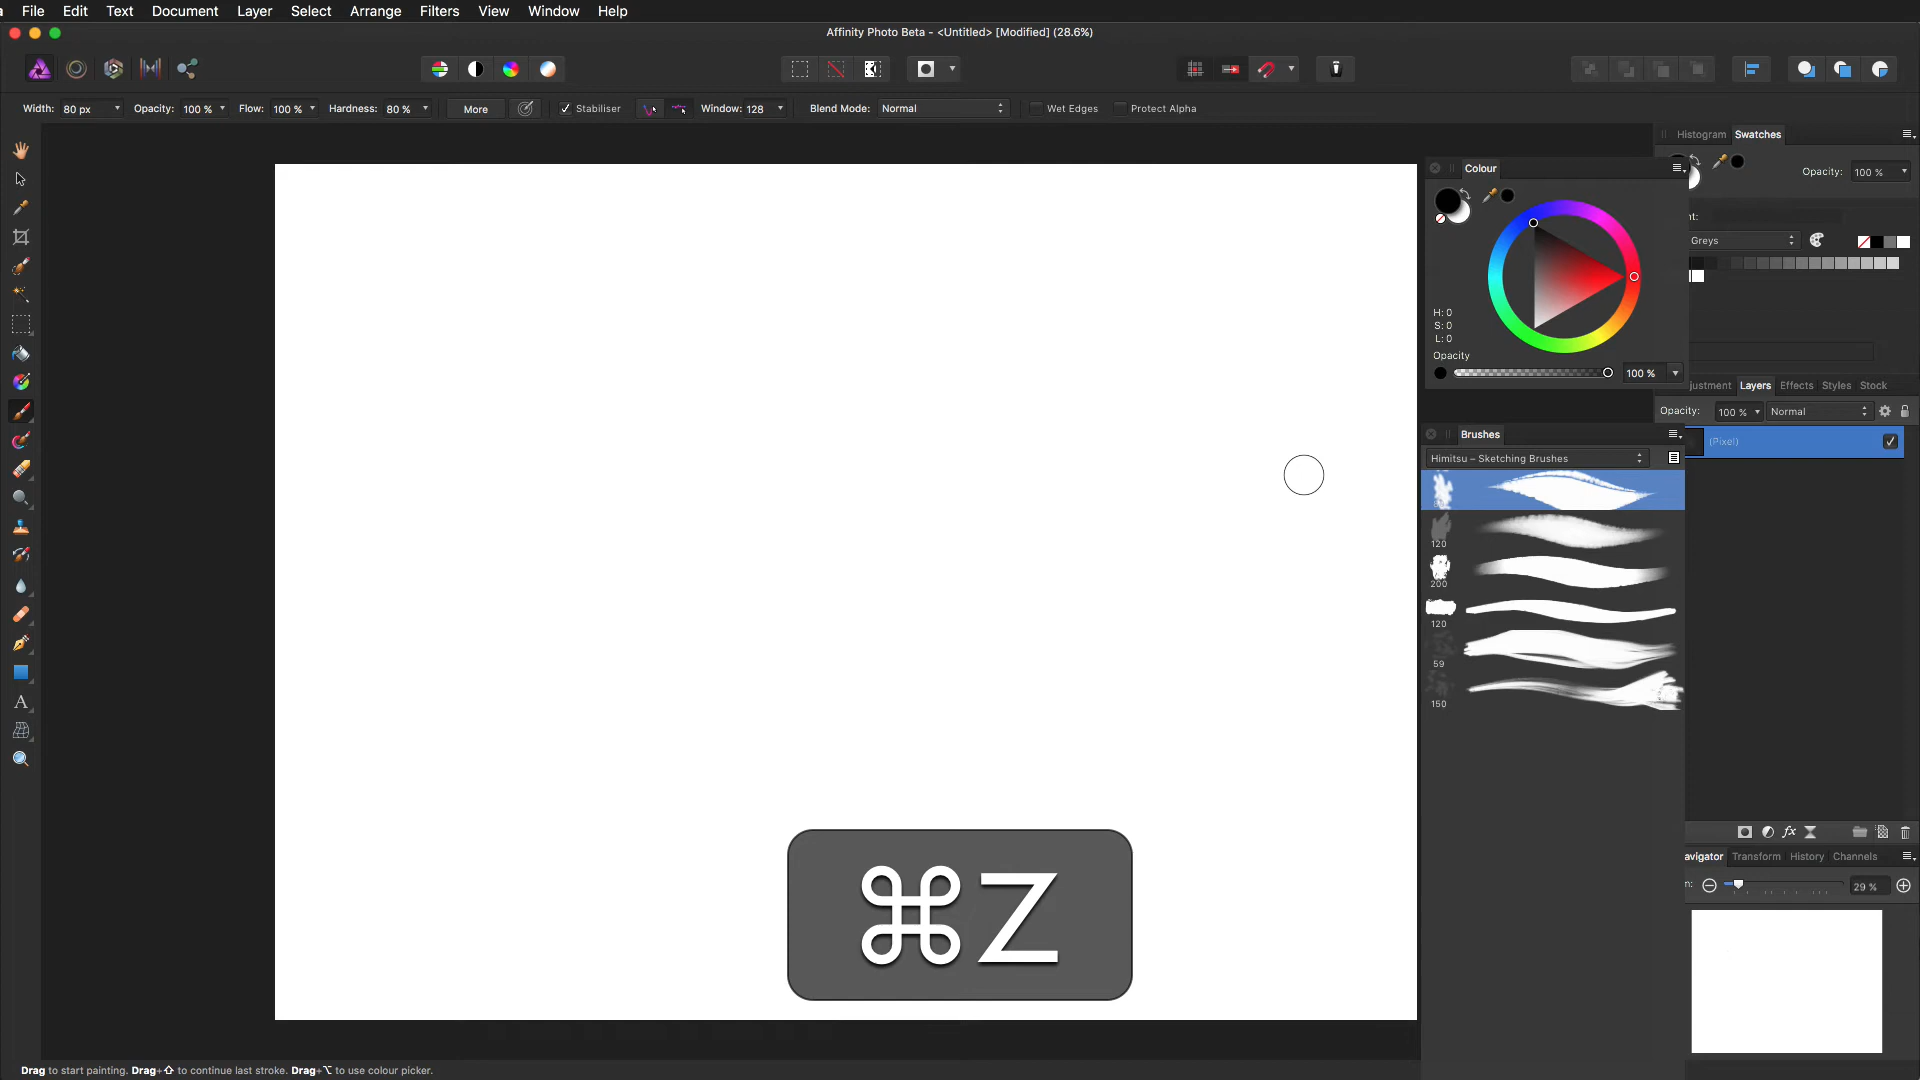 File Edit Text Document Layer Select Arrange Filters View Window Help
Affinity Photo Beta - <Untitled> [Modified] (28.6%)
Width: 80 px Opacity: 100 % Flow: 100 % Hardness: 80 % More Stabiliser Window: 128 Blend Mode: Normal Wet Edges Protect Alpha
Histogram Swatches
Opacity: 100 %
nt:
Greys
Colour
H: 0
S: 0
L: 0
Opacity
100 %
justment Layers Effects Styles Stock
Opacity: 100 % Normal
(Pixel)
Brushes
Himitsu – Sketching Brushes
120
200
120
59
150
fx
avigator Transform History Channels
m: 29 %
⌘Z
A
Drag to start painting. Drag+⇧ to continue last stroke. Drag+⌥ to use colour picker.